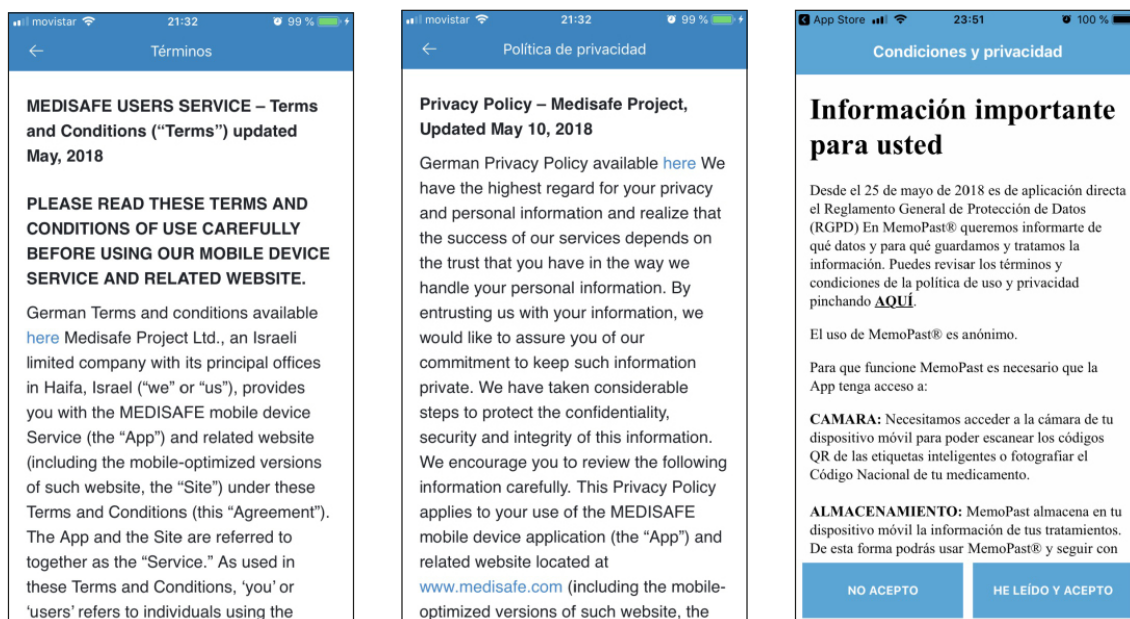 movistar 21:32 99 %
Términos
MEDISAFE USERS SERVICE – Terms
and Conditions (“Terms”) updated
May, 2018
PLEASE READ THESE TERMS AND
CONDITIONS OF USE CAREFULLY
BEFORE USING OUR MOBILE DEVICE
SERVICE AND RELATED WEBSITE.
German Terms and conditions available
here Medisafe Project Ltd., an Israeli
limited company with its principal offices
in Haifa, Israel (“we” or “us”), provides
you with the MEDISAFE mobile device
Service (the “App”) and related website
(including the mobile-optimized versions
of such website, the “Site”) under these
Terms and Conditions (this “Agreement”).
The App and the Site are referred to
together as the “Service.” As used in
these Terms and Conditions, ‘you’ or
‘users’ refers to individuals using the
movistar 21:32 99 %
Política de privacidad
Privacy Policy – Medisafe Project,
Updated May 10, 2018
German Privacy Policy available here We
have the highest regard for your privacy
and personal information and realize that
the success of our services depends on
the trust that you have in the way we
handle your personal information. By
entrusting us with your information, we
would like to assure you of our
commitment to keep such information
private. We have taken considerable
steps to protect the confidentiality,
security and integrity of this information.
We encourage you to review the following
information carefully. This Privacy Policy
applies to your use of the MEDISAFE
mobile device application (the “App”) and
related website located at
www.medisafe.com (including the mobile-
optimized versions of such website, the
App Store 23:51 100 %
Condiciones y privacidad
Información importante
para usted
Desde el 25 de mayo de 2018 es de aplicación directa
el Reglamento General de Protección de Datos
(RGPD) En MemoPast® queremos informarte de
qué datos y para qué guardamos y tratamos la
información. Puedes revisar los términos y
condiciones de la política de uso y privacidad
pinchando AQUÍ.
El uso de MemoPast® es anónimo.
Para que funcione MemoPast es necesario que la
App tenga acceso a:
CAMARA: Necesitamos acceder a la cámara de tu
dispositivo móvil para poder escanear los códigos
QR de las etiquetas inteligentes o fotografiar el
Código Nacional de tu medicamento.
ALMACENAMIENTO: MemoPast almacena en tu
dispositivo móvil la información de tus tratamientos.
De esta forma podrás usar MemoPast® y seguir con
NO ACEPTO
HE LEÍDO Y ACEPTO